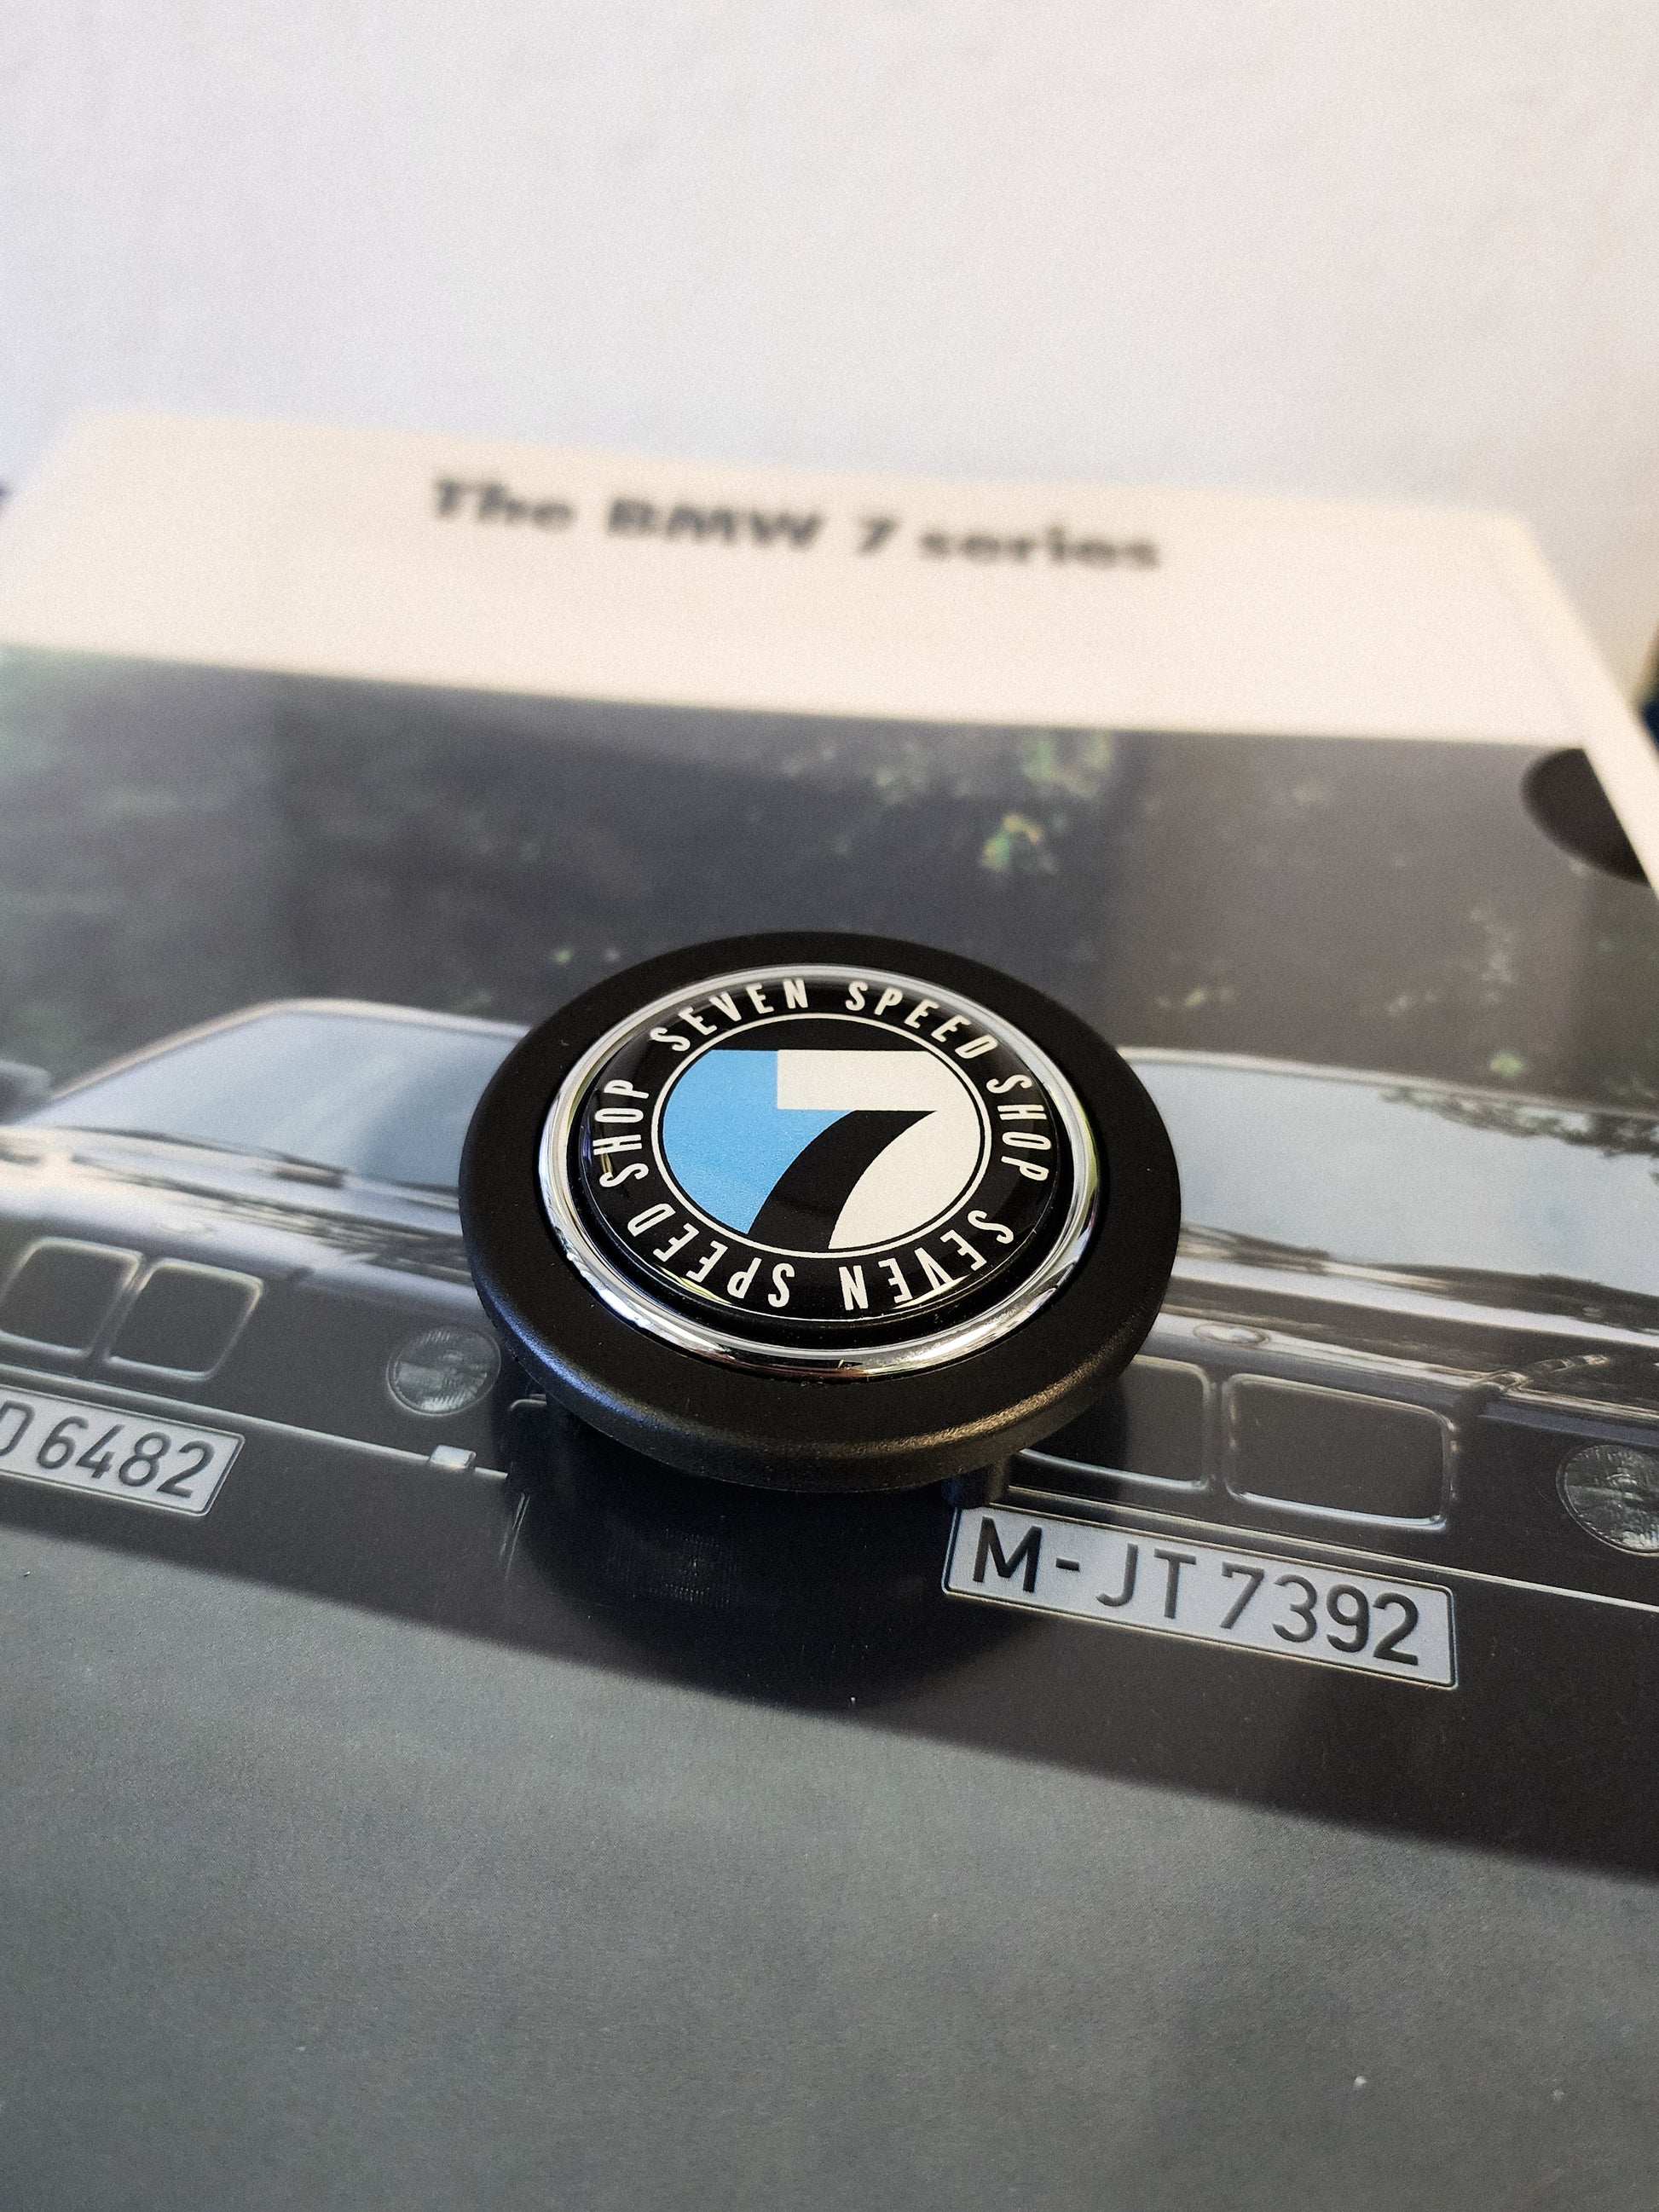 The BMW 7 series
SEVEN SPEED SHOP
SEVEN SPEED SHOP
7
D 6482
M-JT 7392